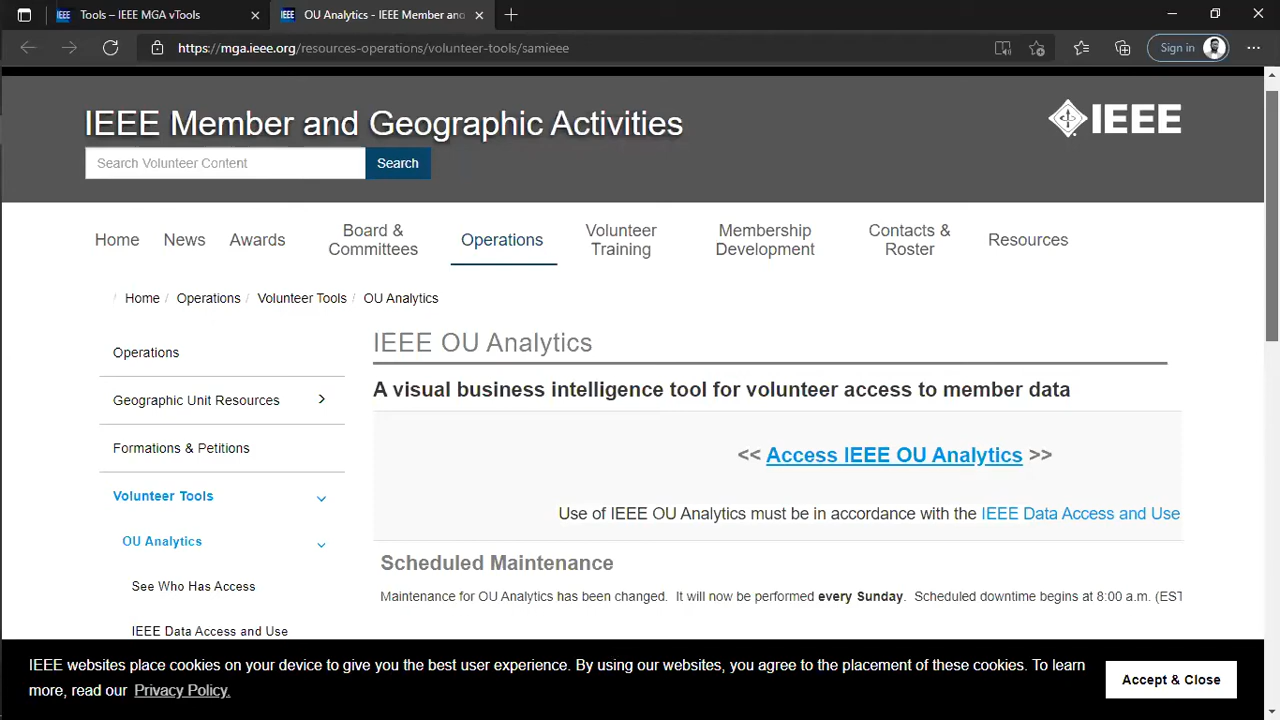 Tools – IEEE MGA vTools
OU Analytics - IEEE Member and
https://mga.ieee.org/resources-operations/volunteer-tools/samieee
Sign in
IEEE Member and Geographic Activities
IEEE
Search Volunteer Content
Search
Home
News
Awards
Board &
Committees
Operations
Volunteer
Training
Membership
Development
Contacts &
Roster
Resources
/ Home / Operations / Volunteer Tools / OU Analytics
Operations
Geographic Unit Resources
Formations & Petitions
Volunteer Tools
OU Analytics
See Who Has Access
IEEE Data Access and Use
IEEE OU Analytics
A visual business intelligence tool for volunteer access to member data
<< Access IEEE OU Analytics >>
Use of IEEE OU Analytics must be in accordance with the IEEE Data Access and Use
Scheduled Maintenance
Maintenance for OU Analytics has been changed. It will now be performed every Sunday. Scheduled downtime begins at 8:00 a.m. (EST
IEEE websites place cookies on your device to give you the best user experience. By using our websites, you agree to the placement of these cookies. To learn
more, read our Privacy Policy.
Accept & Close